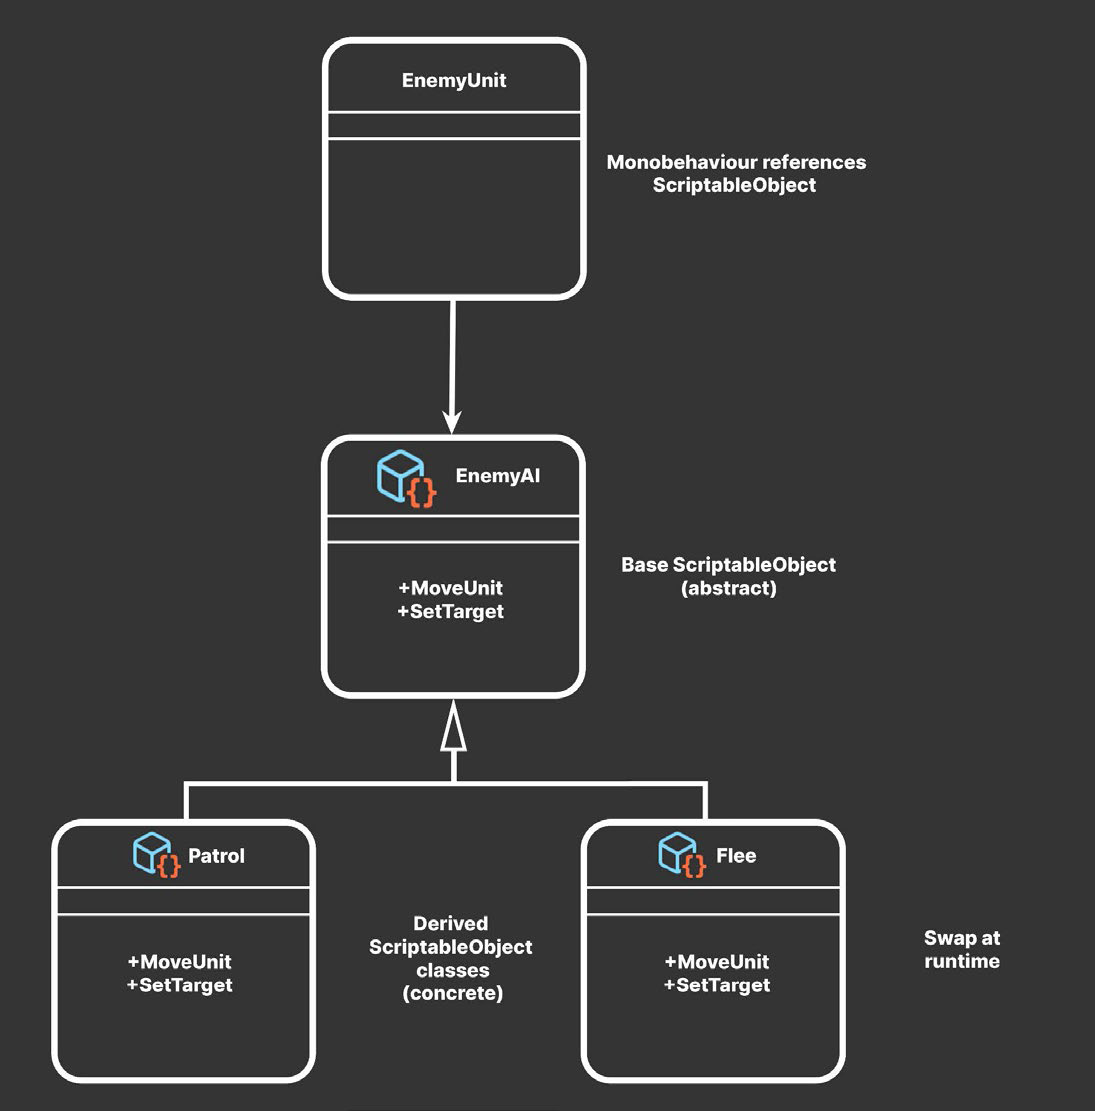 EnemyUnit
Monobehaviour references
ScriptableObject
{}
EnemyAI
+MoveUnit
+SetTarget
Base ScriptableObject
(abstract)
{}
Patrol
+MoveUnit
+SetTarget
Derived
ScriptableObject
classes
(concrete)
{}
Flee
+MoveUnit
+SetTarget
Swap at
runtime